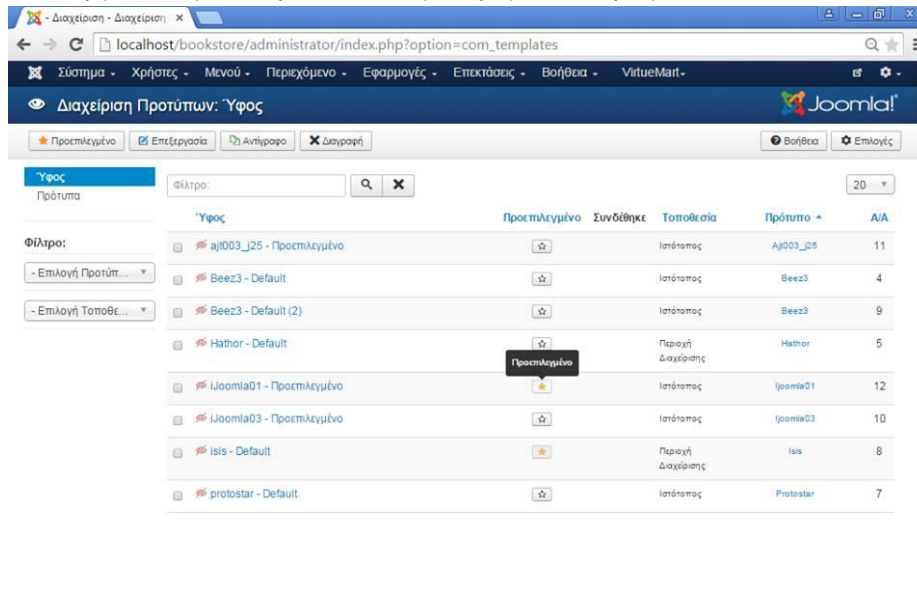 - Διαχείριση - Διαχείριση
localhost/bookstore/administrator/index.php?option=com_templates
Σύστημα Χρήστες Μενού Περιεχόμενο Εφαρμογές Επεκτάσεις Βοήθεια VirtueMart
Διαχείριση Προτύπων: Ύφος Joomla!
Προεπιλεγμένο Επεξεργασία Αντίγραφο Διαγραφή Βοήθεια Επιλογές
Ύφος
Πρότυπα
Φίλτρο: 20
Ύφος Προεπιλεγμένο Συνδέθηκε Τοποθεσία Πρότυπο Α/Α
Φίλτρο:
- Επιλογή Προτύπ...
- Επιλογή Τοποθε...
ajt003_j25 - Προεπιλεγμένο Ιστότοπος Ajt003_j25 11
Beez3 - Default Ιστότοπος Beez3 4
Beez3 - Default (2) Ιστότοπος Beez3 9
Hathor - Default Περιοχή Διαχείρισης Hathor 5
Προεπιλεγμένο
iJoomla01 - Προεπιλεγμένο Ιστότοπος Ijoomla01 12
iJoomla03 - Προεπιλεγμένο Ιστότοπος Ijoomla03 10
isis - Default Περιοχή Διαχείρισης Isis 8
protostar - Default Ιστότοπος Protostar 7